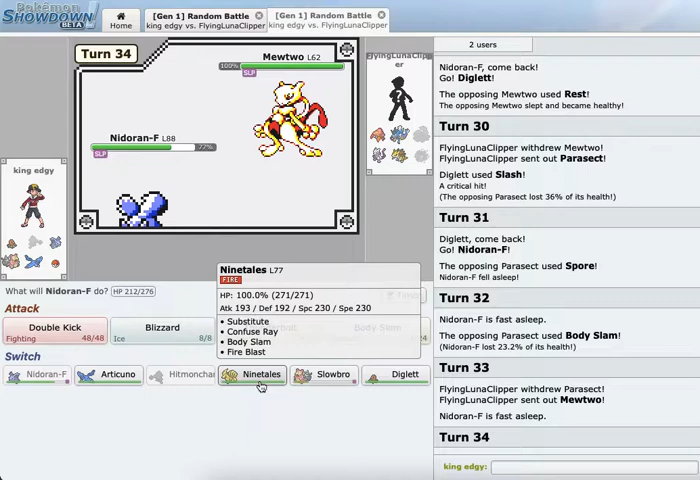 Pokémon
SHOWDOWN
BETA
Home
[Gen 1] Random Battle
king edgy vs. FlyingLunaClipper
[Gen 1] Random Battle
king edgy vs. FlyingLunaClipper
Turn 34
Mewtwo L62
100%
SLP
Nidoran-F L88
77%
SLP
king edgy
FlyingLunaClipp
er
What will Nidoran-F do? HP 212/276
Attack
Double Kick
Fighting 48/48
Blizzard
Ice 8/8
Body Slam
Ninetales L77
FIRE
HP: 100.0% (271/271)
Atk 193 / Def 192 / Spc 230 / Spe 230
• Substitute
• Confuse Ray
• Body Slam
• Fire Blast
Switch
Nidoran-F
Articuno
Hitmonchan
Ninetales
Slowbro
Diglett
2 users
Nidoran-F, come back!
Go! Diglett!
The opposing Mewtwo used Rest!
The opposing Mewtwo slept and became healthy!
Turn 30
FlyingLunaClipper withdrew Mewtwo!
FlyingLunaClipper sent out Parasect!
Diglett used Slash!
A critical hit!
(The opposing Parasect lost 36% of its health!)
Turn 31
Diglett, come back!
Go! Nidoran-F!
The opposing Parasect used Spore!
Nidoran-F fell asleep!
Turn 32
Nidoran-F is fast asleep.
The opposing Parasect used Body Slam!
(Nidoran-F lost 23.2% of its health!)
Turn 33
FlyingLunaClipper withdrew Parasect!
FlyingLunaClipper sent out Mewtwo!
Nidoran-F is fast asleep.
Turn 34
king edgy: